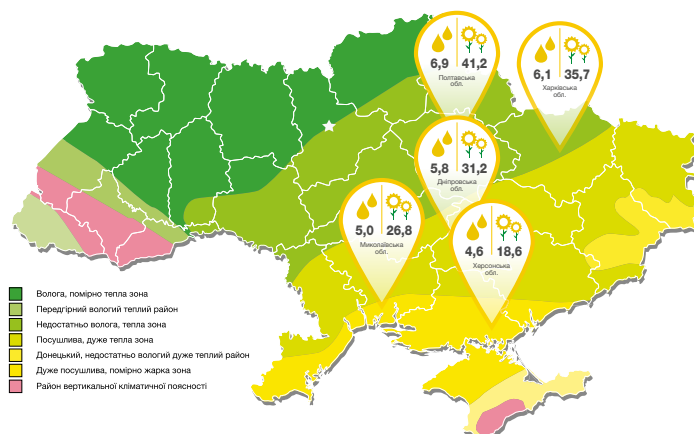 6,9 41,2
Полтавська
обл.
6,1 35,7
Харківська
обл.
5,8 31,2
Дніпровська
обл.
5,0 26,8
Миколаївська
обл.
4,6 18,6
Херсонська
обл.
Волога, помірно тепла зона
Передгірний вологий теплий район
Недостатньо волога, тепла зона
Посушлива, дуже тепла зона
Донецький, недостатньо вологий дуже теплий район
Дуже посушлива, помірно жарка зона
Район вертикальної кліматичної поясності